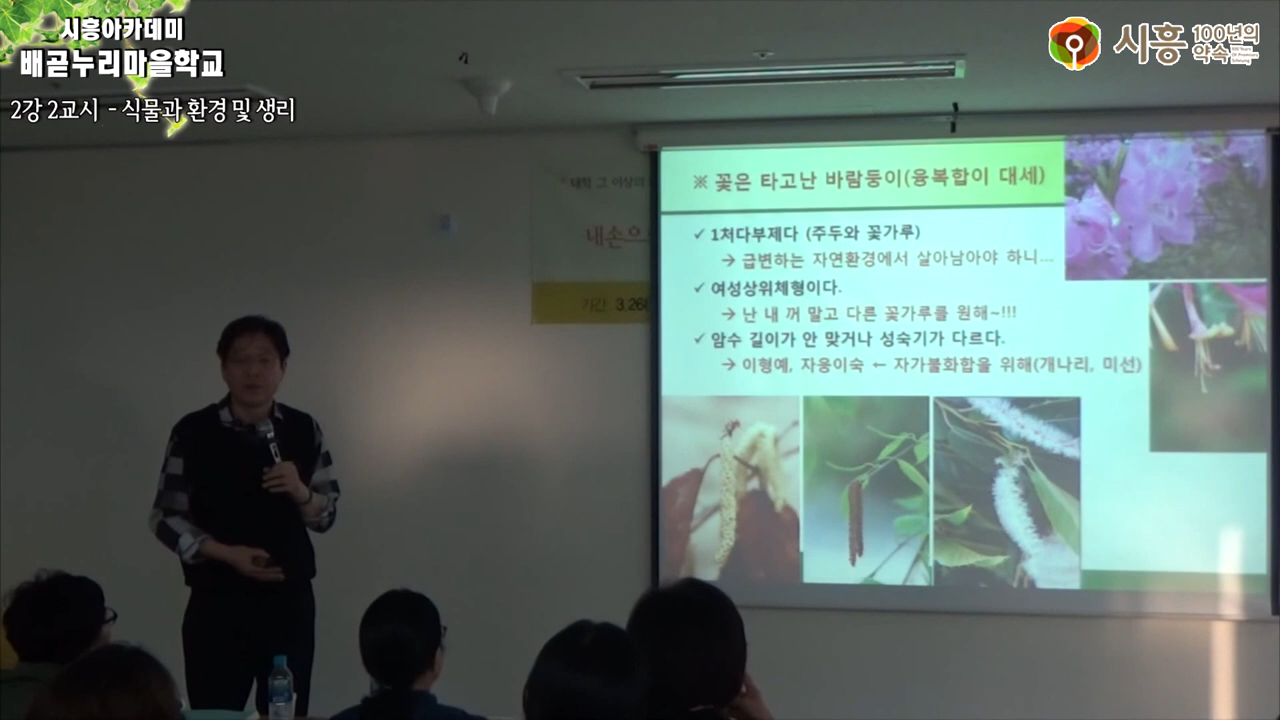 시흥아카데미
배곧누리마을학교
2강 2교시 - 식물과 환경 및 생리
시흥 100년의 약속
대학 그 이상의
내손으
기간: 3.26(
※ 꽃은 타고난 바람둥이(융복합이 대세)
✓ 1처다부제다 (주두와 꽃가루)
→ 급변하는 자연환경에서 살아남아야 하니...
✓ 여성상위체형이다.
→ 난 내 꺼 말고 다른 꽃가루를 원해~!!!
✓ 암수 길이가 안 맞거나 성숙기가 다르다.
→ 이형예, 자웅이숙 ← 자가불화합을 위해(개나리, 미선)